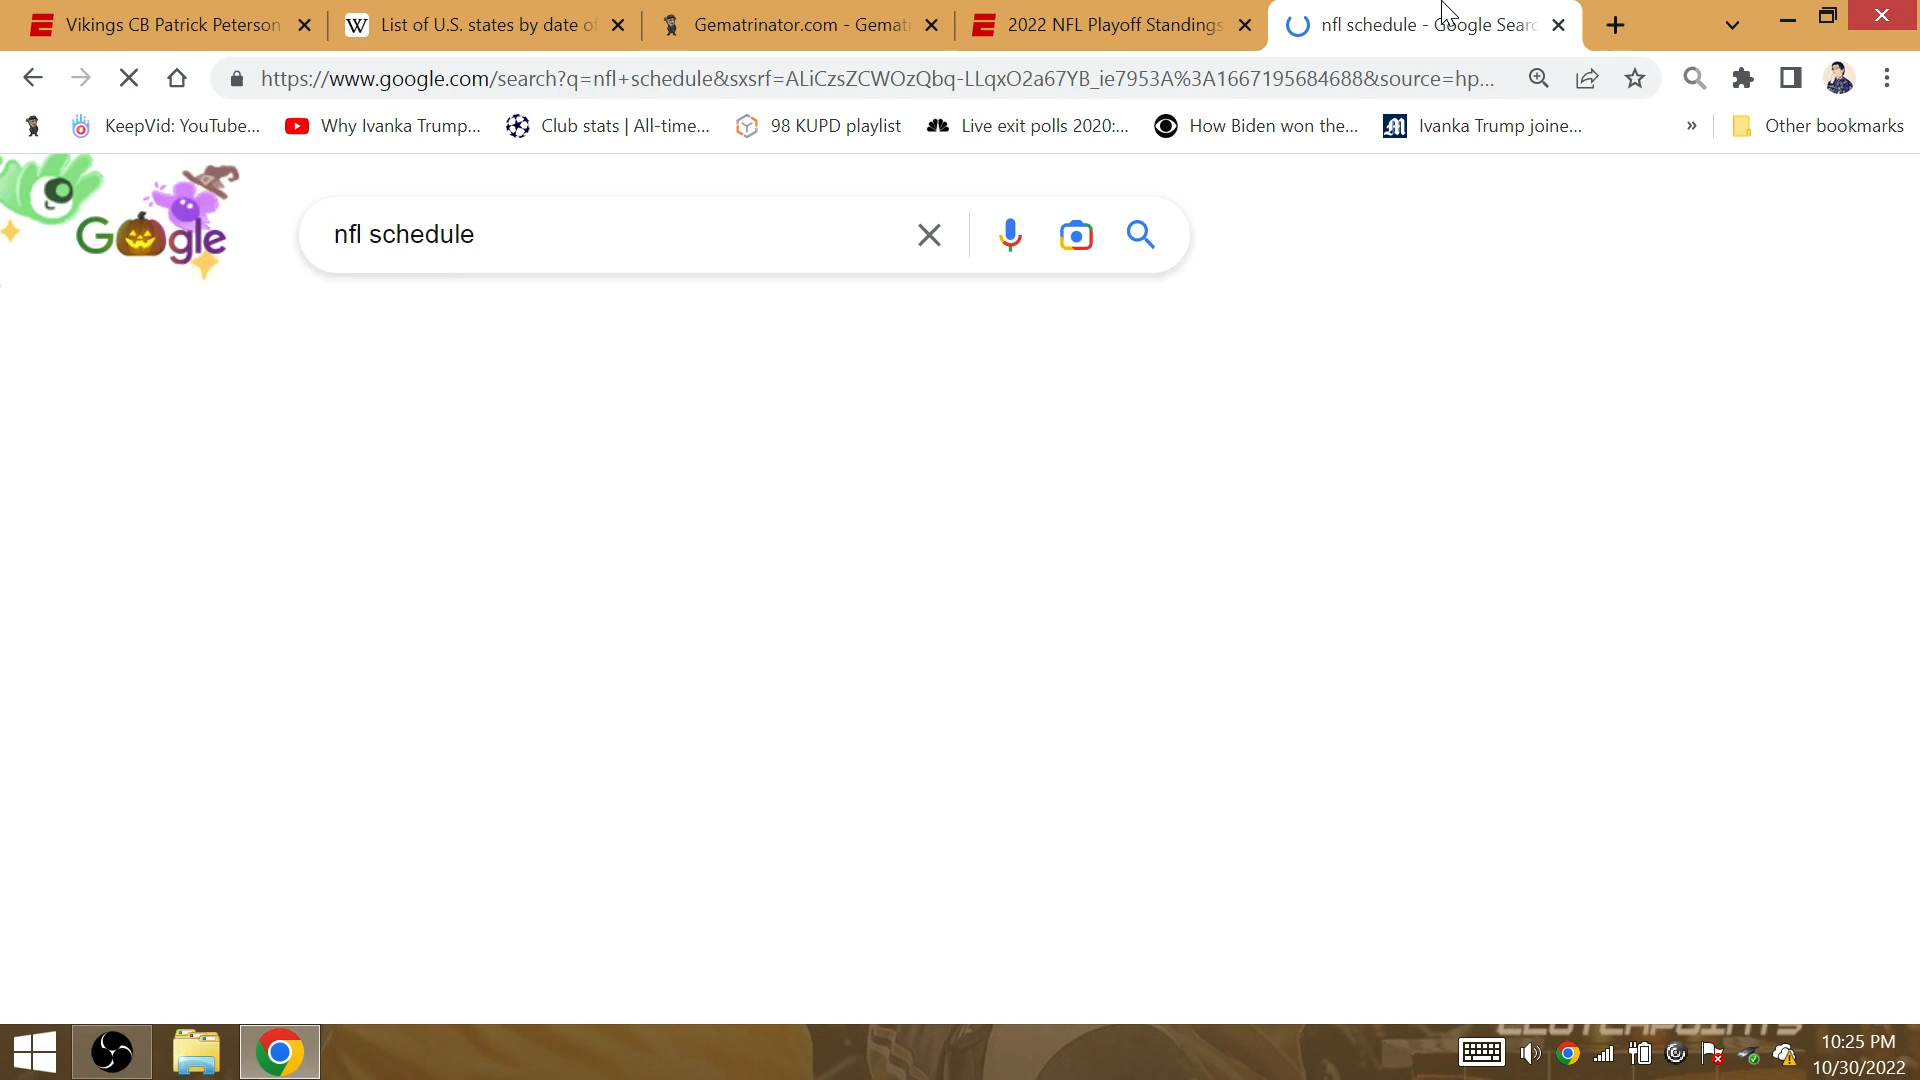 Vikings CB Patrick Peterson
List of U.S. states by date of
Gematrinator.com - Gemat
2022 NFL Playoff Standings
nfl schedule - Google Searc
https://www.google.com/search?q=nfl+schedule&sxsrf=ALiCzsZCWOzQbq-LLqxO2a67YB_ie7953A%3A1667195684688&source=hp...
KeepVid: YouTube...
Why Ivanka Trump...
Club stats | All-time...
98 KUPD playlist
Live exit polls 2020:...
How Biden won the...
Ivanka Trump joine...
»
Other bookmarks
Google
nfl schedule
CLUTCHPOINTS
10:25 PM
10/30/2022